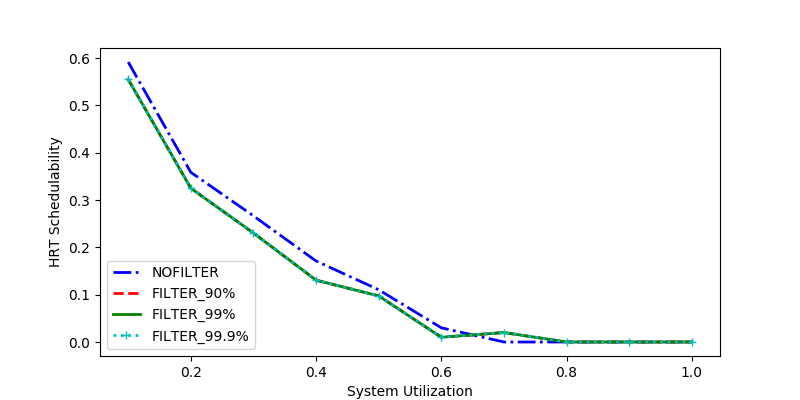 0.6
0.5
0.4
0.3
0.2
0.1
0.0
HRT Schedulability
NOFILTER
FILTER_90%
FILTER_99%
FILTER_99.9%
0.2 0.4 0.6 0.8 1.0
System Utilization